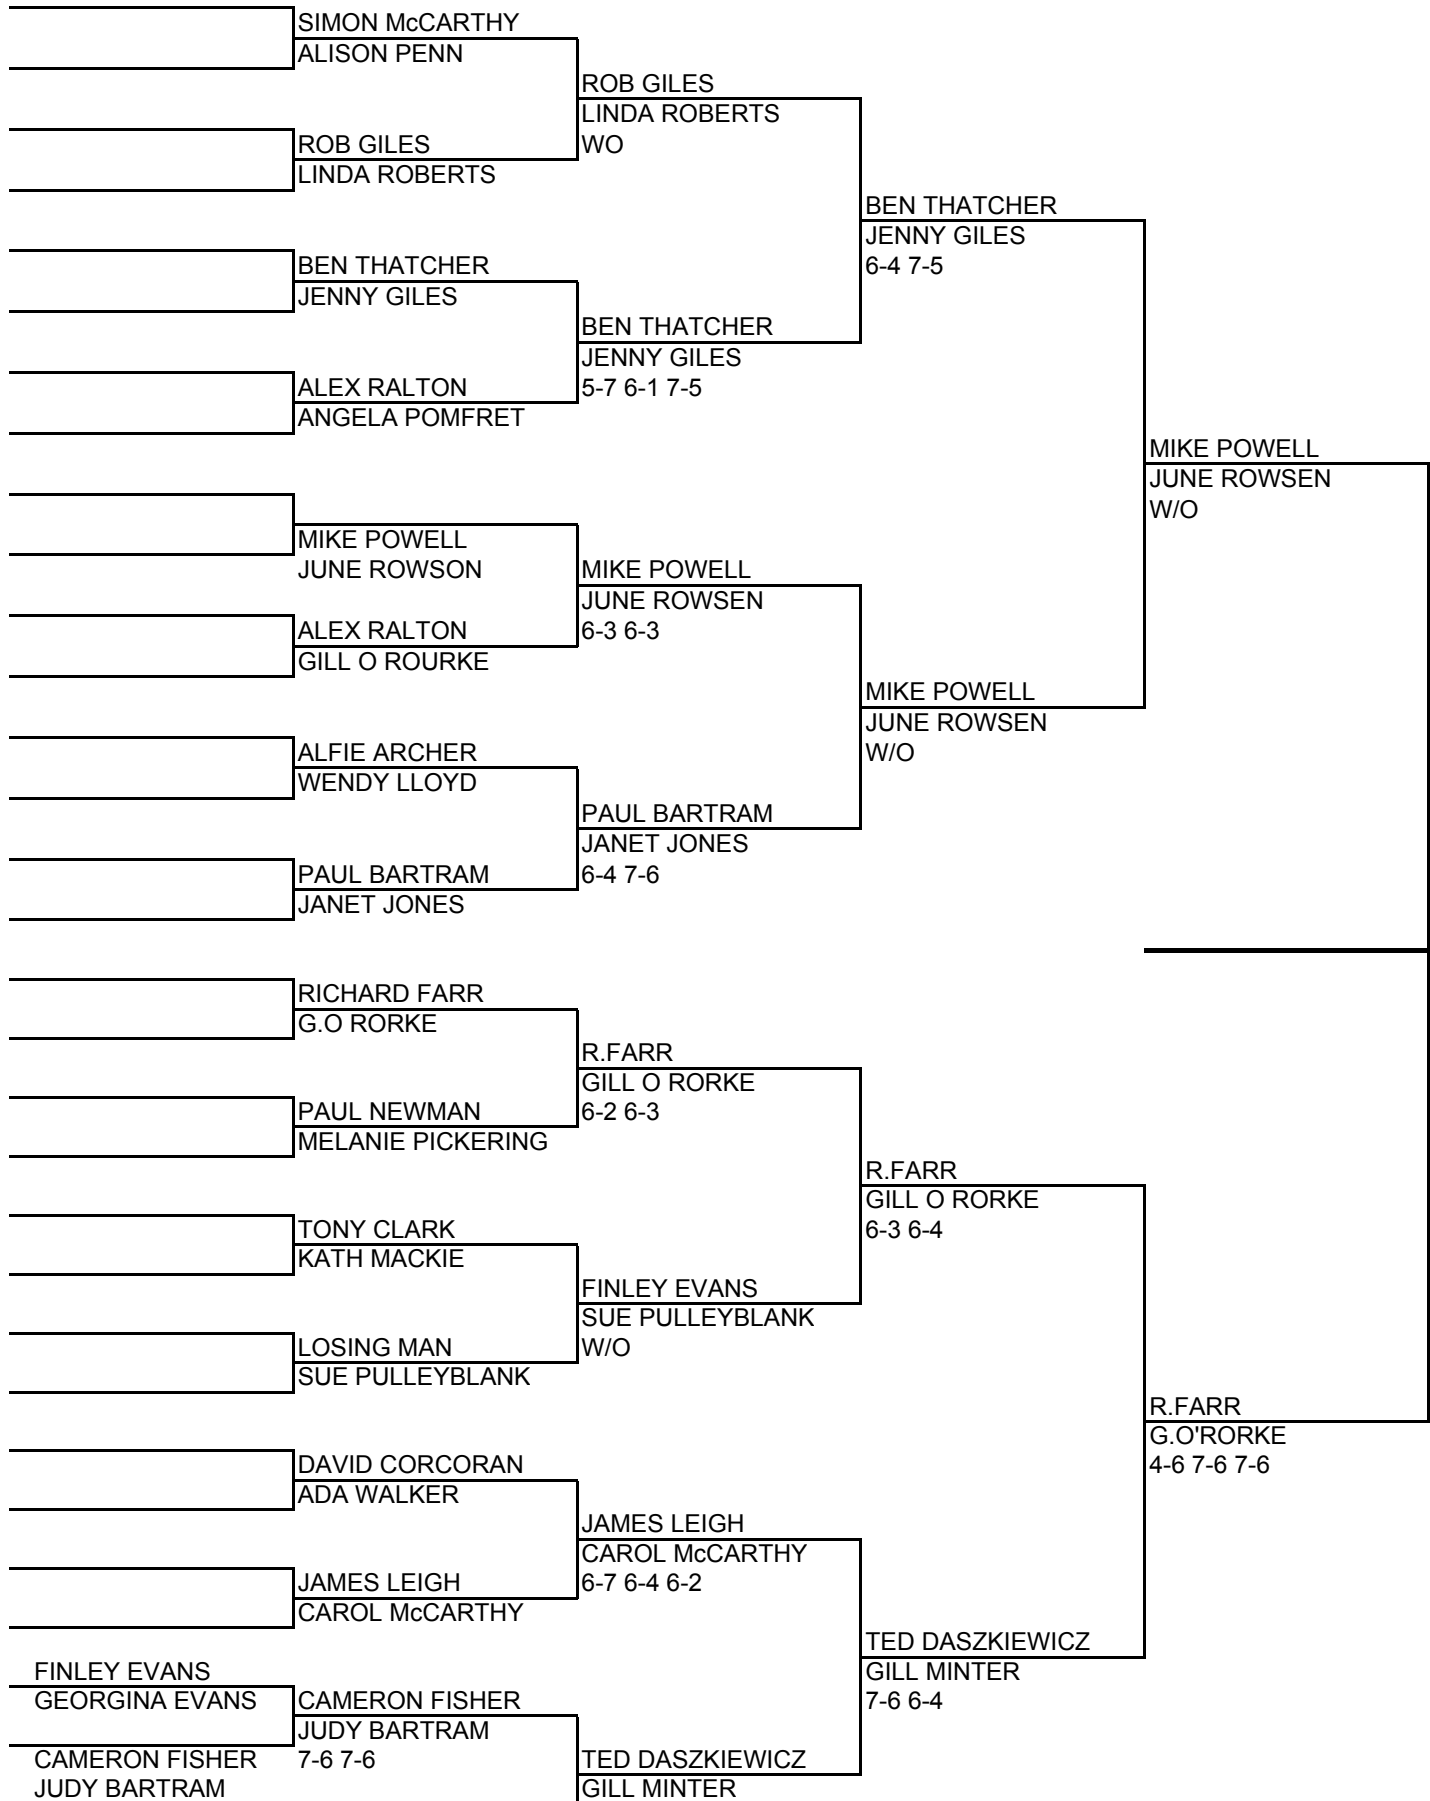 SIMON McCARTHY
ALISON PENN
ROB GILES
LINDA ROBERTS
WO
ROB GILES
LINDA ROBERTS
BEN THATCHER
JENNY GILES
6-4 7-5
BEN THATCHER
JENNY GILES
BEN THATCHER
JENNY GILES
5-7 6-1 7-5
ALEX RALTON
ANGELA POMFRET
MIKE POWELL
JUNE ROWSEN
W/O
MIKE POWELL
JUNE ROWSON
MIKE POWELL
JUNE ROWSEN
6-3 6-3
ALEX RALTON
GILL O ROURKE
MIKE POWELL
JUNE ROWSEN
W/O
ALFIE ARCHER
WENDY LLOYD
PAUL BARTRAM
JANET JONES
6-4 7-6
PAUL BARTRAM
JANET JONES
RICHARD FARR
G.O RORKE
R.FARR
GILL O RORKE
6-2 6-3
PAUL NEWMAN
MELANIE PICKERING
R.FARR
GILL O RORKE
6-3 6-4
TONY CLARK
KATH MACKIE
FINLEY EVANS
SUE PULLEYBLANK
W/O
LOSING MAN
SUE PULLEYBLANK
R.FARR
G.O'RORKE
4-6 7-6 7-6
DAVID CORCORAN
ADA WALKER
JAMES LEIGH
CAROL McCARTHY
6-7 6-4 6-2
JAMES LEIGH
CAROL McCARTHY
TED DASZKIEWICZ
GILL MINTER
7-6 6-4
FINLEY EVANS
GEORGINA EVANS
CAMERON FISHER
JUDY BARTRAM
7-6 7-6
CAMERON FISHER
JUDY BARTRAM
TED DASZKIEWICZ
GILL MINTER